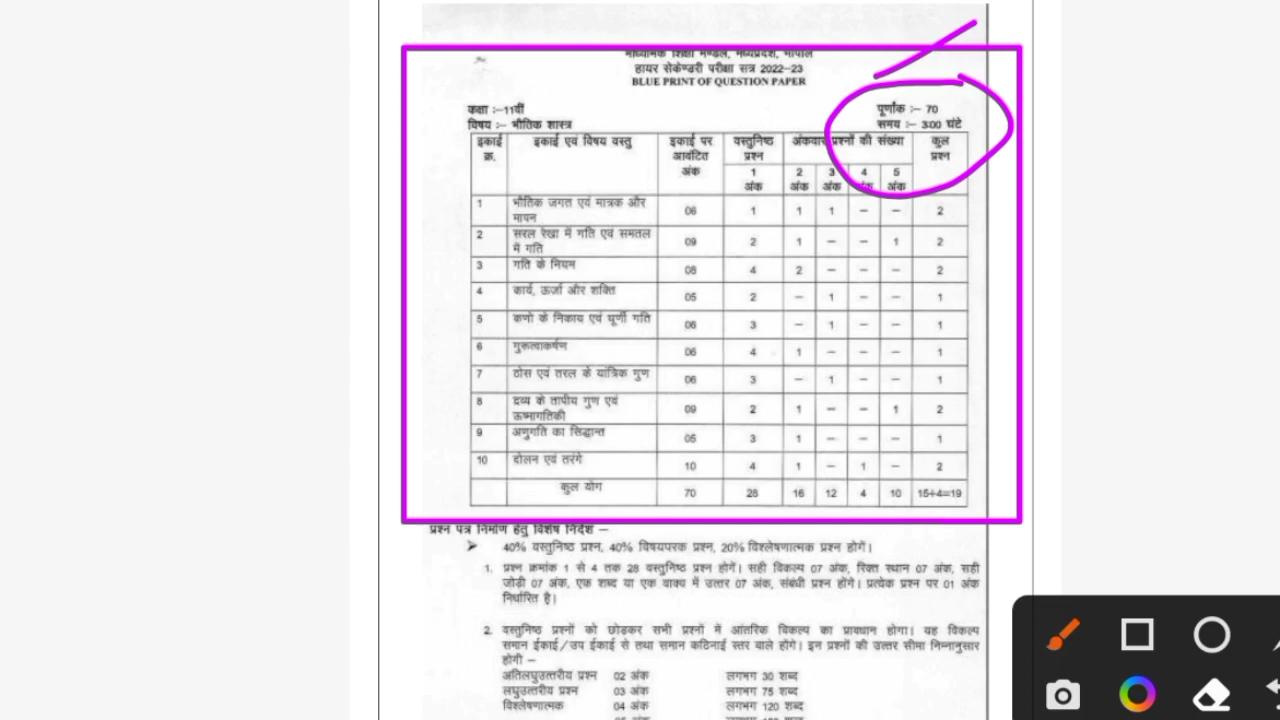 माध्यमिक शिक्षा मण्डल, मध्यप्रदेश, भोपाल
हायर सेकेण्डरी परीक्षा सत्र 2022–23
BLUE PRINT OF QUESTION PAPER
कक्षा :–11वीं
पूर्णांक :– 70
विषय :– भौतिक शास्त्र
समय :– 3:00 घंटे
इकाई क्र. इकाई एवं विषय वस्तु इकाई पर आवंटित अंक वस्तुनिष्ठ प्रश्न अंकवार प्रश्नों की संख्या कुल प्रश्न
1 अंक 2 अंक 3 अंक 4 अंक 5 अंक
1 भौतिक जगत एवं मात्रक और मापन 06 1 1 1 – – 2
2 सरल रेखा में गति एवं समतल में गति 09 2 1 – – 1 2
3 गति के नियम 08 4 2 – – – 2
4 कार्य, ऊर्जा और शक्ति 05 2 – 1 – – 1
5 कणो के निकाय एवं घूर्णी गति 06 3 – 1 – – 1
6 गुरूत्वाकर्षण 06 4 1 – – – 1
7 ठोस एवं तरल के यांत्रिक गुण 06 3 – 1 – – 1
8 द्रव्य के तापीय गुण एवं ऊष्मागतिकी 09 2 1 – – 1 2
9 अणुगति का सिद्धान्त 05 3 1 – – – 1
10 दोलन एवं तरंगे 10 4 1 – 1 – 2
कुल योग 70 28 16 12 4 10 15+4=19
प्रश्न पत्र निर्माण हेतु विशेष निर्देश –
➤ 40% वस्तुनिष्ठ प्रश्न, 40% विषयपरक प्रश्न, 20% विश्लेषणात्मक प्रश्न होगें।
1. प्रश्न क्रमांक 1 से 4 तक 28 वस्तुनिष्ठ प्रश्न होगें। सही विकल्प 07 अंक, रिक्त स्थान 07 अंक, सही
जोड़ी 07 अंक, एक शब्द या एक वाक्य में उत्तर 07 अंक, संबंधी प्रश्न होंगे। प्रत्येक प्रश्न पर 01 अंक
निर्धारित है।
2. वस्तुनिष्ठ प्रश्नों को छोडकर सभी प्रश्नों में आंतरिक विकल्प का प्रावधान होगा। यह विकल्प
समान ईकाई/उप ईकाई से तथा समान कठिनाई स्तर वाले होंगे। इन प्रश्नों की उत्तर सीमा निम्नानुसार
होगी –
अतिलघुउत्तरीय प्रश्न 02 अंक लगभग 30 शब्द
लघुउत्तरीय प्रश्न 03 अंक लगभग 75 शब्द
विश्लेषणात्मक 04 अंक लगभग 120 शब्द